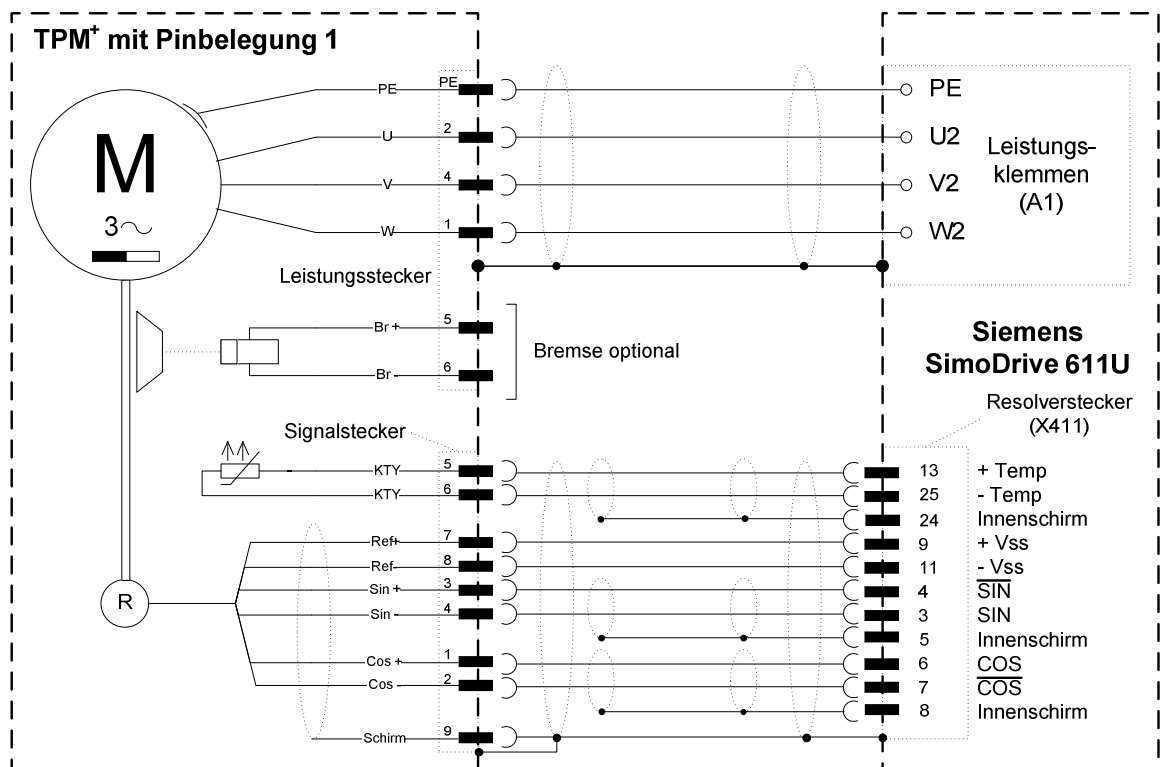 TPM+ mit Pinbelegung 1
M
3~
PE PE PE
U 2 U2
V 4 V2
W 1 W2
Leistungs-
klemmen
(A1)
Leistungsstecker
Br + 5
Br - 6
Bremse optional
Siemens
SimoDrive 611U
Resolverstecker
(X411)
Signalstecker
KTY 5 13 + Temp
KTY 6 25 - Temp
24 Innenschirm
Ref+ 7 9 + Vss
Ref- 8 11 - Vss
Sin + 3 4 S̅I̅N̅
Sin - 4 3 SIN
5 Innenschirm
Cos + 1 6 COS
Cos - 2 7 C̅O̅S̅
8 Innenschirm
Schirm 9
R